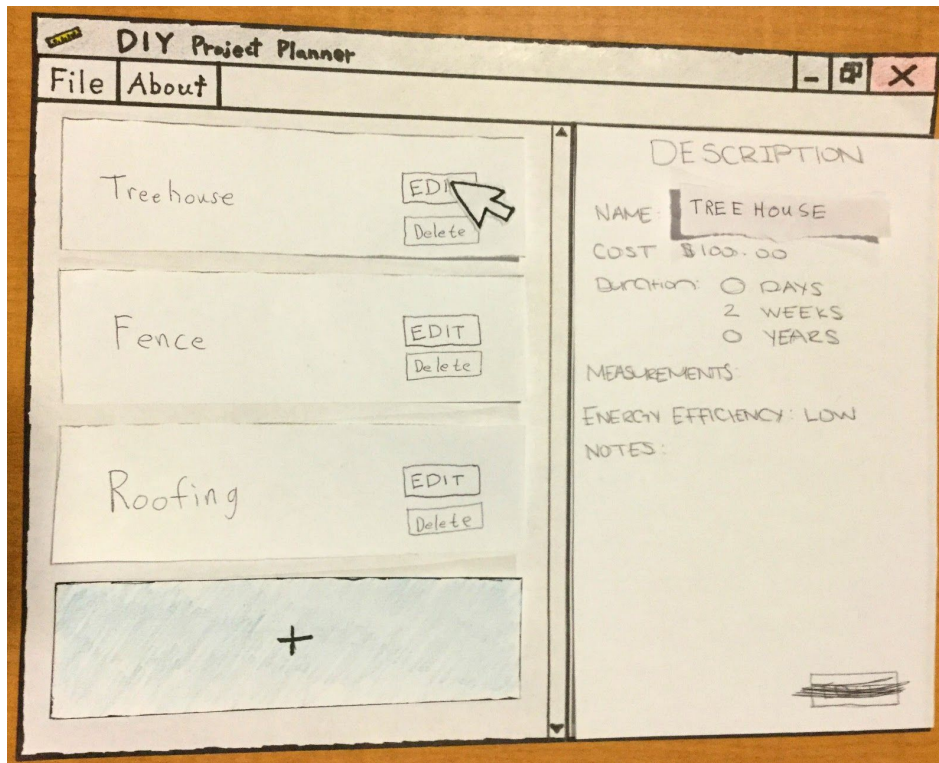 DIY Project Planner
File About
Treehouse
EDIT
Delete
Fence
EDIT
Delete
Roofing
EDIT
Delete
+
DESCRIPTION
NAME: TREE HOUSE
COST $100.00
Duration: 0 DAYS
2 WEEKS
0 YEARS
MEASUREMENTS:
ENERGY EFFICIENCY: LOW
NOTES: